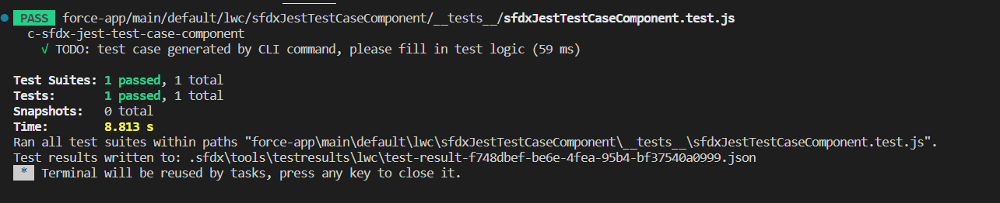 PASS force-app/main/default/lwc/sfdxJestTestCaseComponent/__tests__/sfdxJestTestCaseComponent.test.js
c-sfdx-jest-test-case-component
√ TODO: test case generated by CLI command, please fill in test logic (59 ms)
Test Suites: 1 passed, 1 total
Tests: 1 passed, 1 total
Snapshots: 0 total
Time: 8.813 s
Ran all test suites within paths "force-app\main\default\lwc\sfdxJestTestCaseComponent\__tests__\sfdxJestTestCaseComponent.test.js".
Test results written to: .sfdx\tools\testresults\lwc\test-result-f748dbef-be6e-4fea-95b4-bf37540a0999.json
* Terminal will be reused by tasks, press any key to close it.